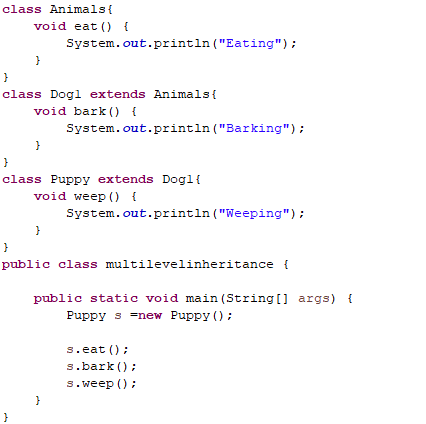 class Animals{
    void eat() {
        System.out.println("Eating");
    }
}
class Dog1 extends Animals{
    void bark() {
        System.out.println("Barking");
    }
}
class Puppy extends Dog1{
    void weep() {
        System.out.println("Weeping");
    }
}
public class multilevelinheritance {

    public static void main(String[] args) {
        Puppy s =new Puppy();

        s.eat();
        s.bark();
        s.weep();
    }
}